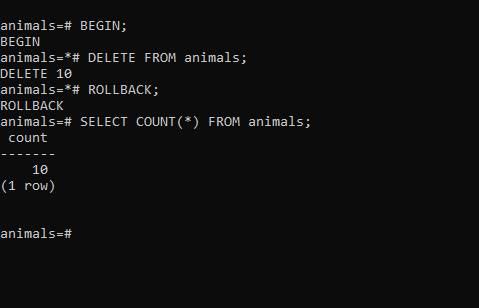 animals=# BEGIN;
BEGIN
animals=*# DELETE FROM animals;
DELETE 10
animals=*# ROLLBACK;
ROLLBACK
animals=# SELECT COUNT(*) FROM animals;
 count
-------
    10
(1 row)
animals=#